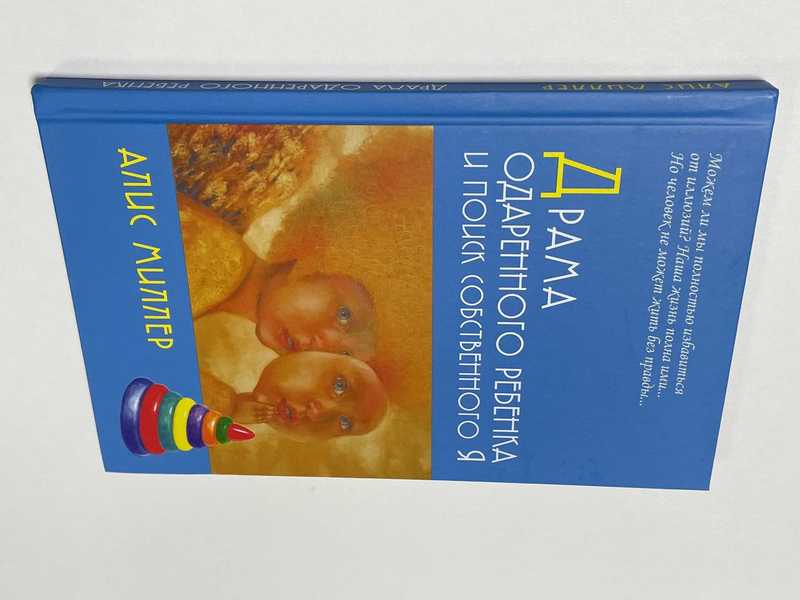 Можем ли мы полностью избавиться
от иллюзий? Наша жизнь полна ими...
Но человек не может жить без правды...
Драма
одаренного ребенка
и поиск собственного я
Алис Миллер
Драма одаренного ребенка
Алис Миллер